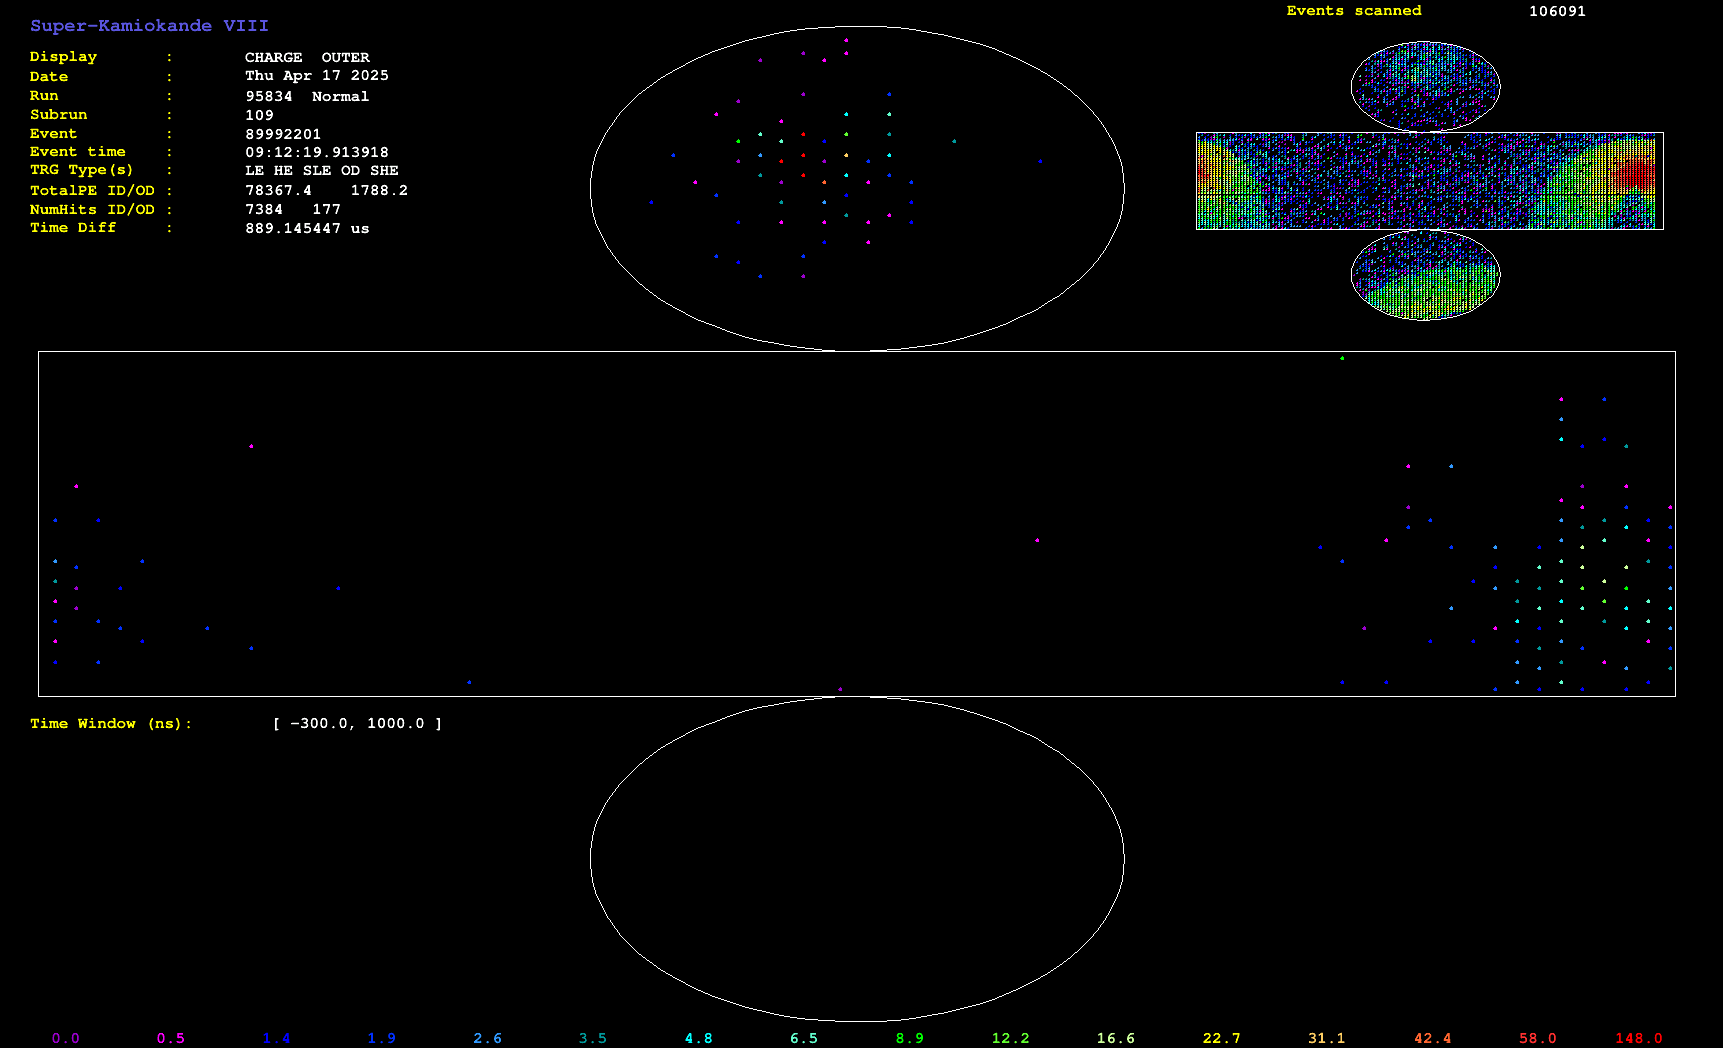 Super-Kamiokande VIII
Display : CHARGE OUTER
Date : Thu Apr 17 2025
Run : 95834 Normal
Subrun : 109
Event : 89992201
Event time : 09:12:19.913918
TRG Type(s) : LE HE SLE OD SHE
TotalPE ID/OD : 78367.4 1788.2
NumHits ID/OD : 7384 177
Time Diff : 889.145447 us
Events scanned 106091
Time Window (ns): [ -300.0, 1000.0 ]
0.0 0.5 1.4 1.9 2.6 3.5 4.8 6.5 8.9 12.2 16.6 22.7 31.1 42.4 58.0 148.0